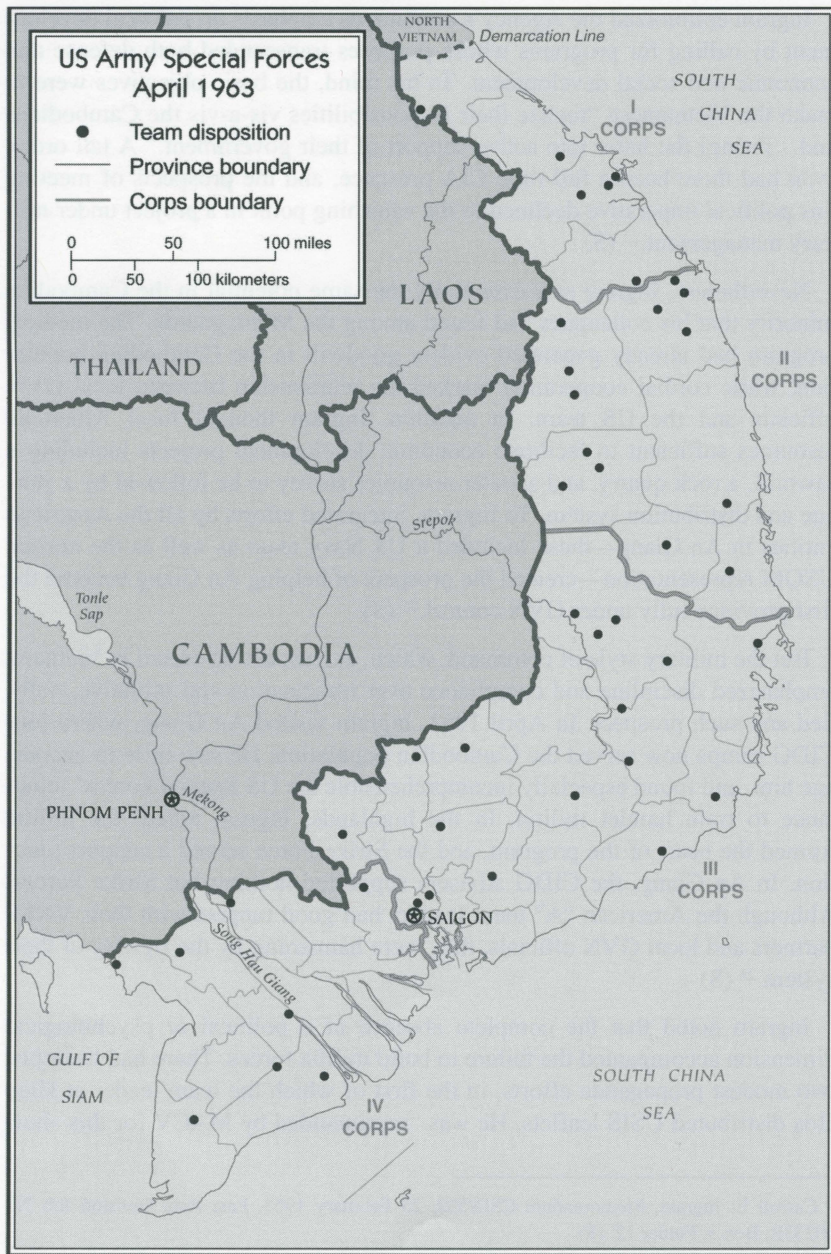 US Army Special Forces
April 1963
Team disposition
Province boundary
Corps boundary
0 50 100 miles
0 50 100 kilometers
NORTH
VIETNAM
Demarcation Line
SOUTH
CHINA
SEA
I
CORPS
LAOS
THAILAND
II
CORPS
Srepok
Tonle
Sap
CAMBODIA
Mekong
PHNOM PENH
III
CORPS
SAIGON
Song Hau Giang
GULF OF
SIAM
SOUTH CHINA
SEA
IV
CORPS